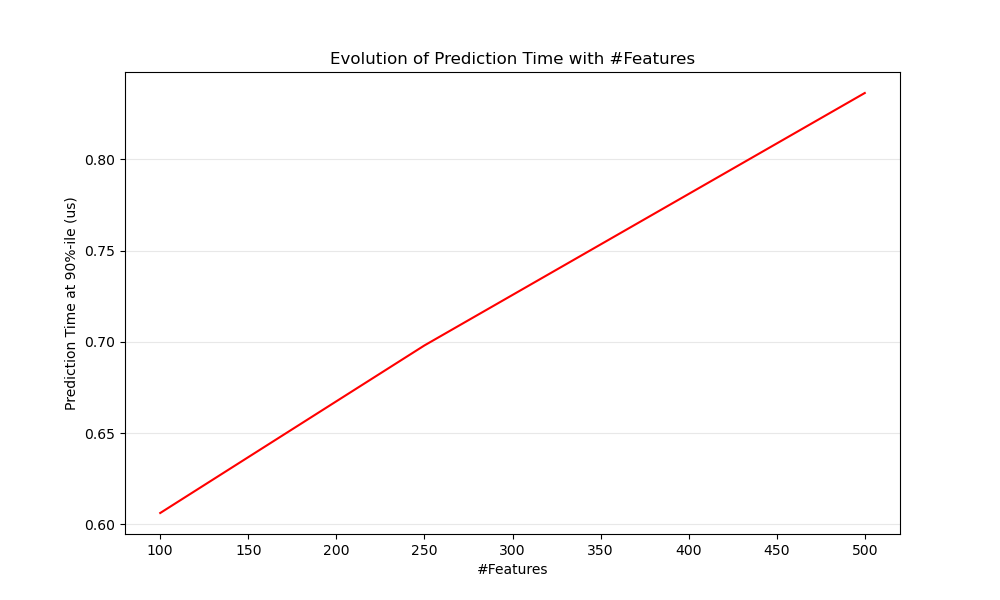 Evolution of Prediction Time with #Features
Prediction Time at 90%-ile (us)
0.80
0.75
0.70
0.65
0.60
100 150 200 250 300 350 400 450 500
#Features